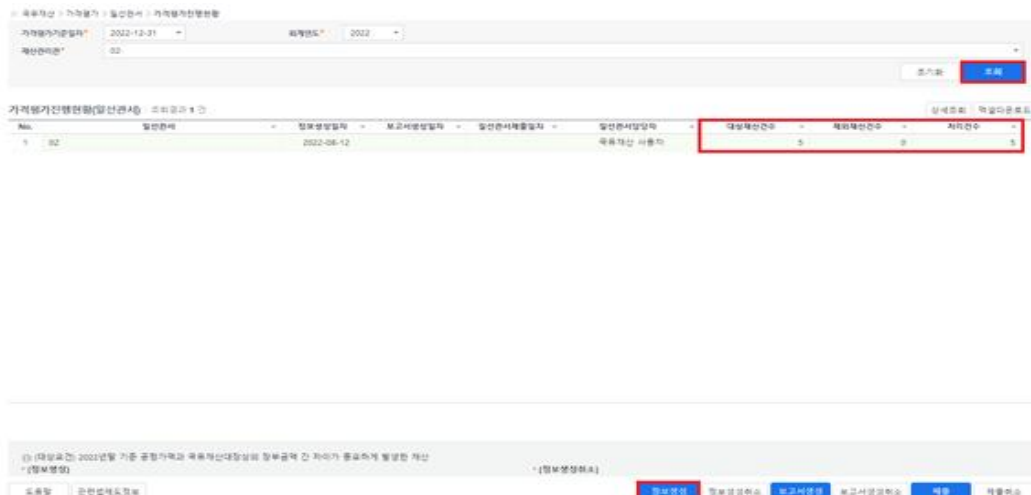 국유재산 > 가격평가 > 일선관서 > 가격평가진행현황
가격평가기준일자* 2022-12-31 회계연도* 2022
재산관리관* 02
초기화 조회
가격평가진행현황(일선관서) 조회결과 1 건 상세조회 엑셀다운로드
No. 일선관서 정보생성일자 보고서생성일자 일선관서제출일자 일선관서담당자 대상재산건수 제외재산건수 처리건수
1 02 2022-08-12 국유재산 사용자 5 0 5
(대상요건) 2022년말 기준 공정가액과 국유재산대장상의 장부금액 간 차이가 중요하게 발생한 재산
- (정보생성) - (정보생성취소)
도움말 관련법제도정보 정보생성 정보생성취소 보고서생성 보고서생성취소 제출 제출취소